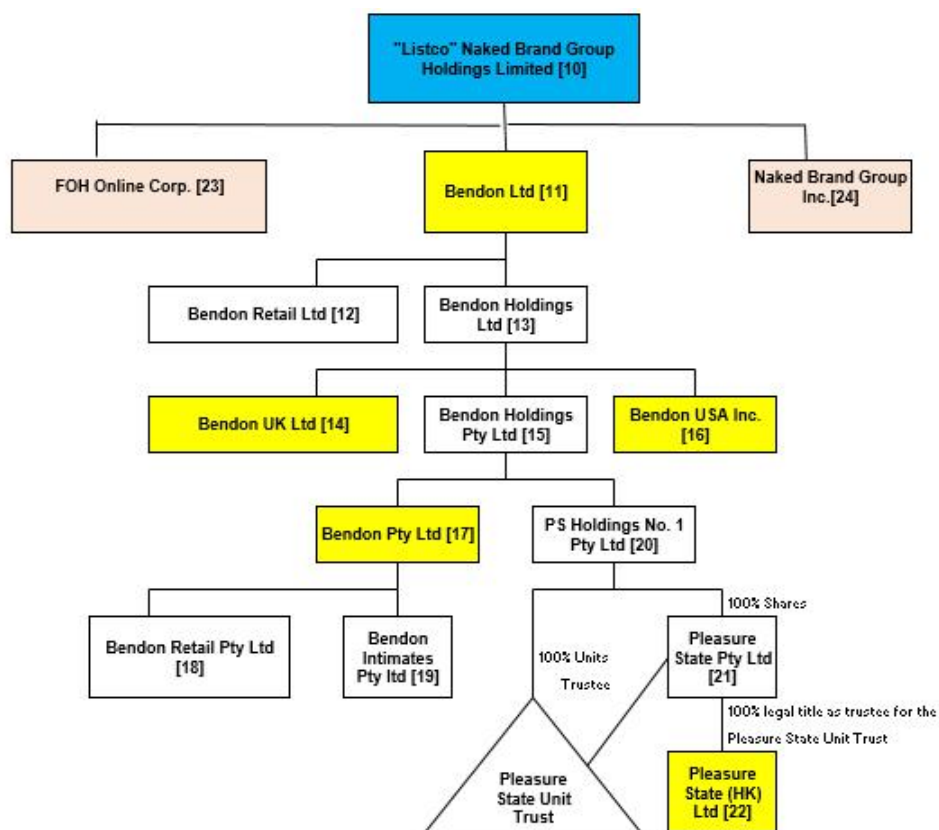 "Listco" Naked Brand Group
Holdings Limited [10]
FOH Online Corp. [23]
Bendon Ltd [11]
Naked Brand Group
Inc.[24]
Bendon Retail Ltd [12]
Bendon Holdings
Ltd [13]
Bendon UK Ltd [14]
Bendon Holdings
Pty Ltd [15]
Bendon USA Inc.
[16]
Bendon Pty Ltd [17]
PS Holdings No. 1
Pty Ltd [20]
100% Shares
Bendon Retail Pty Ltd
[18]
Bendon
Intimates
Pty ltd [19]
100% Units
Trustee
Pleasure
State Pty Ltd
[21]
100% legal title as trustee for the
Pleasure State Unit Trust
Pleasure
State Unit
Trust
Pleasure
State (HK)
Ltd [22]